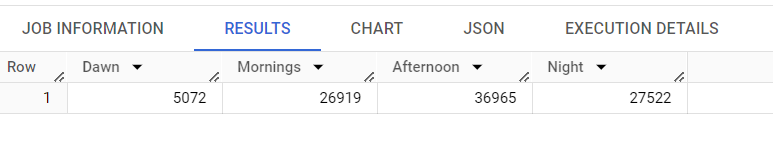 JOB INFORMATION RESULTS CHART JSON EXECUTION DETAILS
Row Dawn Mornings Afternoon Night
1 5072 26919 36965 27522